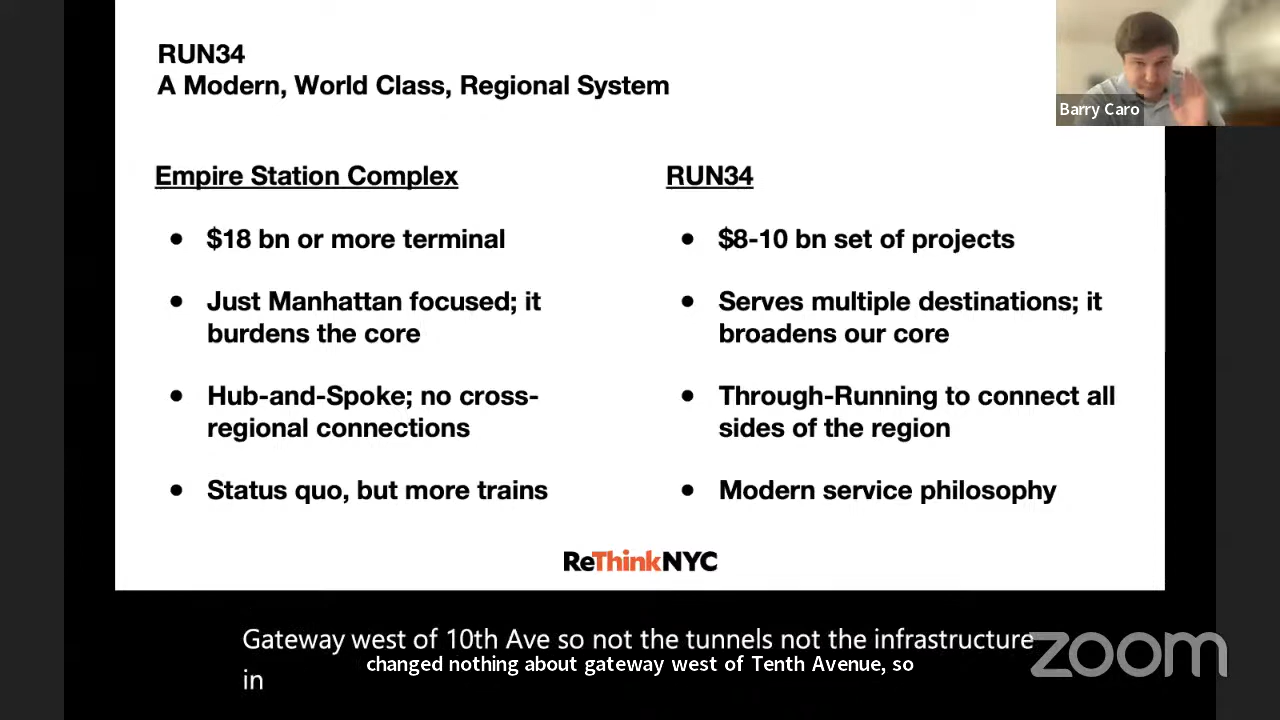 RUN34
A Modern, World Class, Regional System
Barry Caro
Empire Station Complex
• $18 bn or more terminal
• Just Manhattan focused; it
burdens the core
• Hub-and-Spoke; no cross-
regional connections
• Status quo, but more trains
RUN34
• $8-10 bn set of projects
• Serves multiple destinations; it
broadens our core
• Through-Running to connect all
sides of the region
• Modern service philosophy
ReThinkNYC
Gateway west of 10th Ave so not the tunnels not the infrastructure
in
changed nothing about gateway west of Tenth Avenue, so
zoom